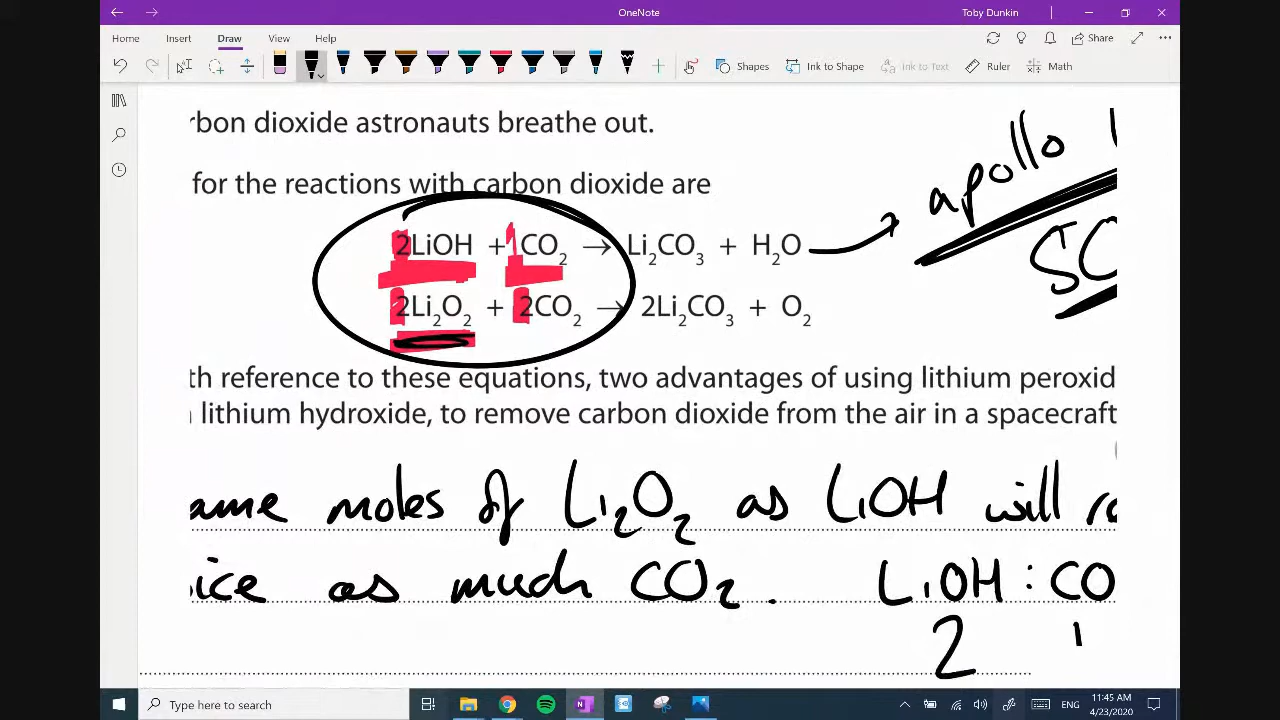 OneNote
Toby Dunkin
Home Insert Draw View Help
Share
Shapes Ink to Shape Ink to Text Ruler Math
rbon dioxide astronauts breathe out.
for the reactions with carbon dioxide are
apollo
2LiOH + 1 CO₂ → Li₂CO₃ + H₂O
2Li₂O₂ + 2CO₂ → 2Li₂CO₃ + O₂
th reference to these equations, two advantages of using lithium peroxid
lithium hydroxide, to remove carbon dioxide from the air in a spacecraft
ame moles of Li₂O₂ as LiOH will re
ice as much CO₂. LiOH : CO
2 1
Type here to search
ENG
11:45 AM
4/23/2020